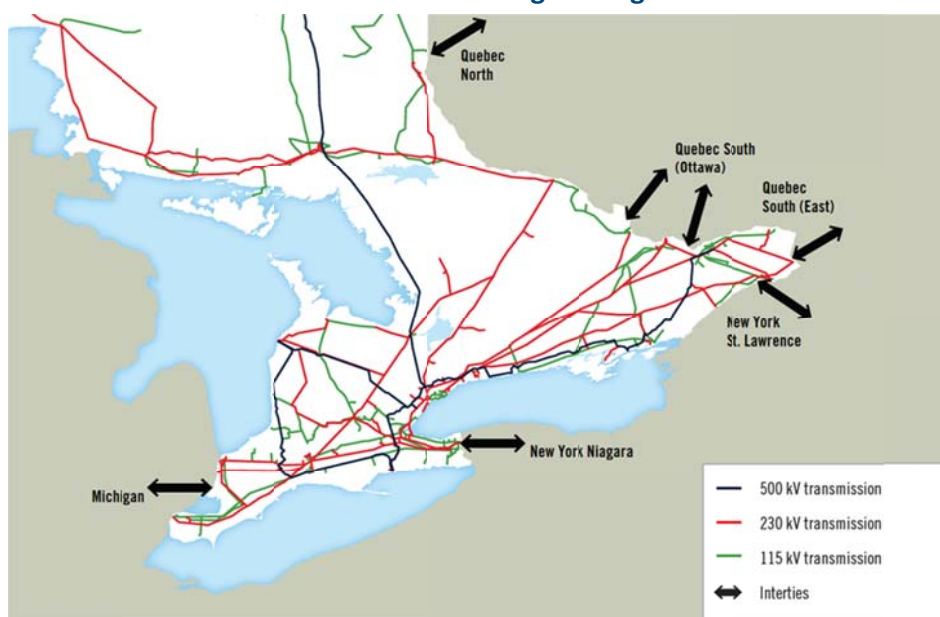 Quebec
North
Quebec South
(Ottawa)
Quebec
South (East)
New York
St. Lawrence
New York Niagara
Michigan
500 kV transmission
230 kV transmission
115 kV transmission
Interties